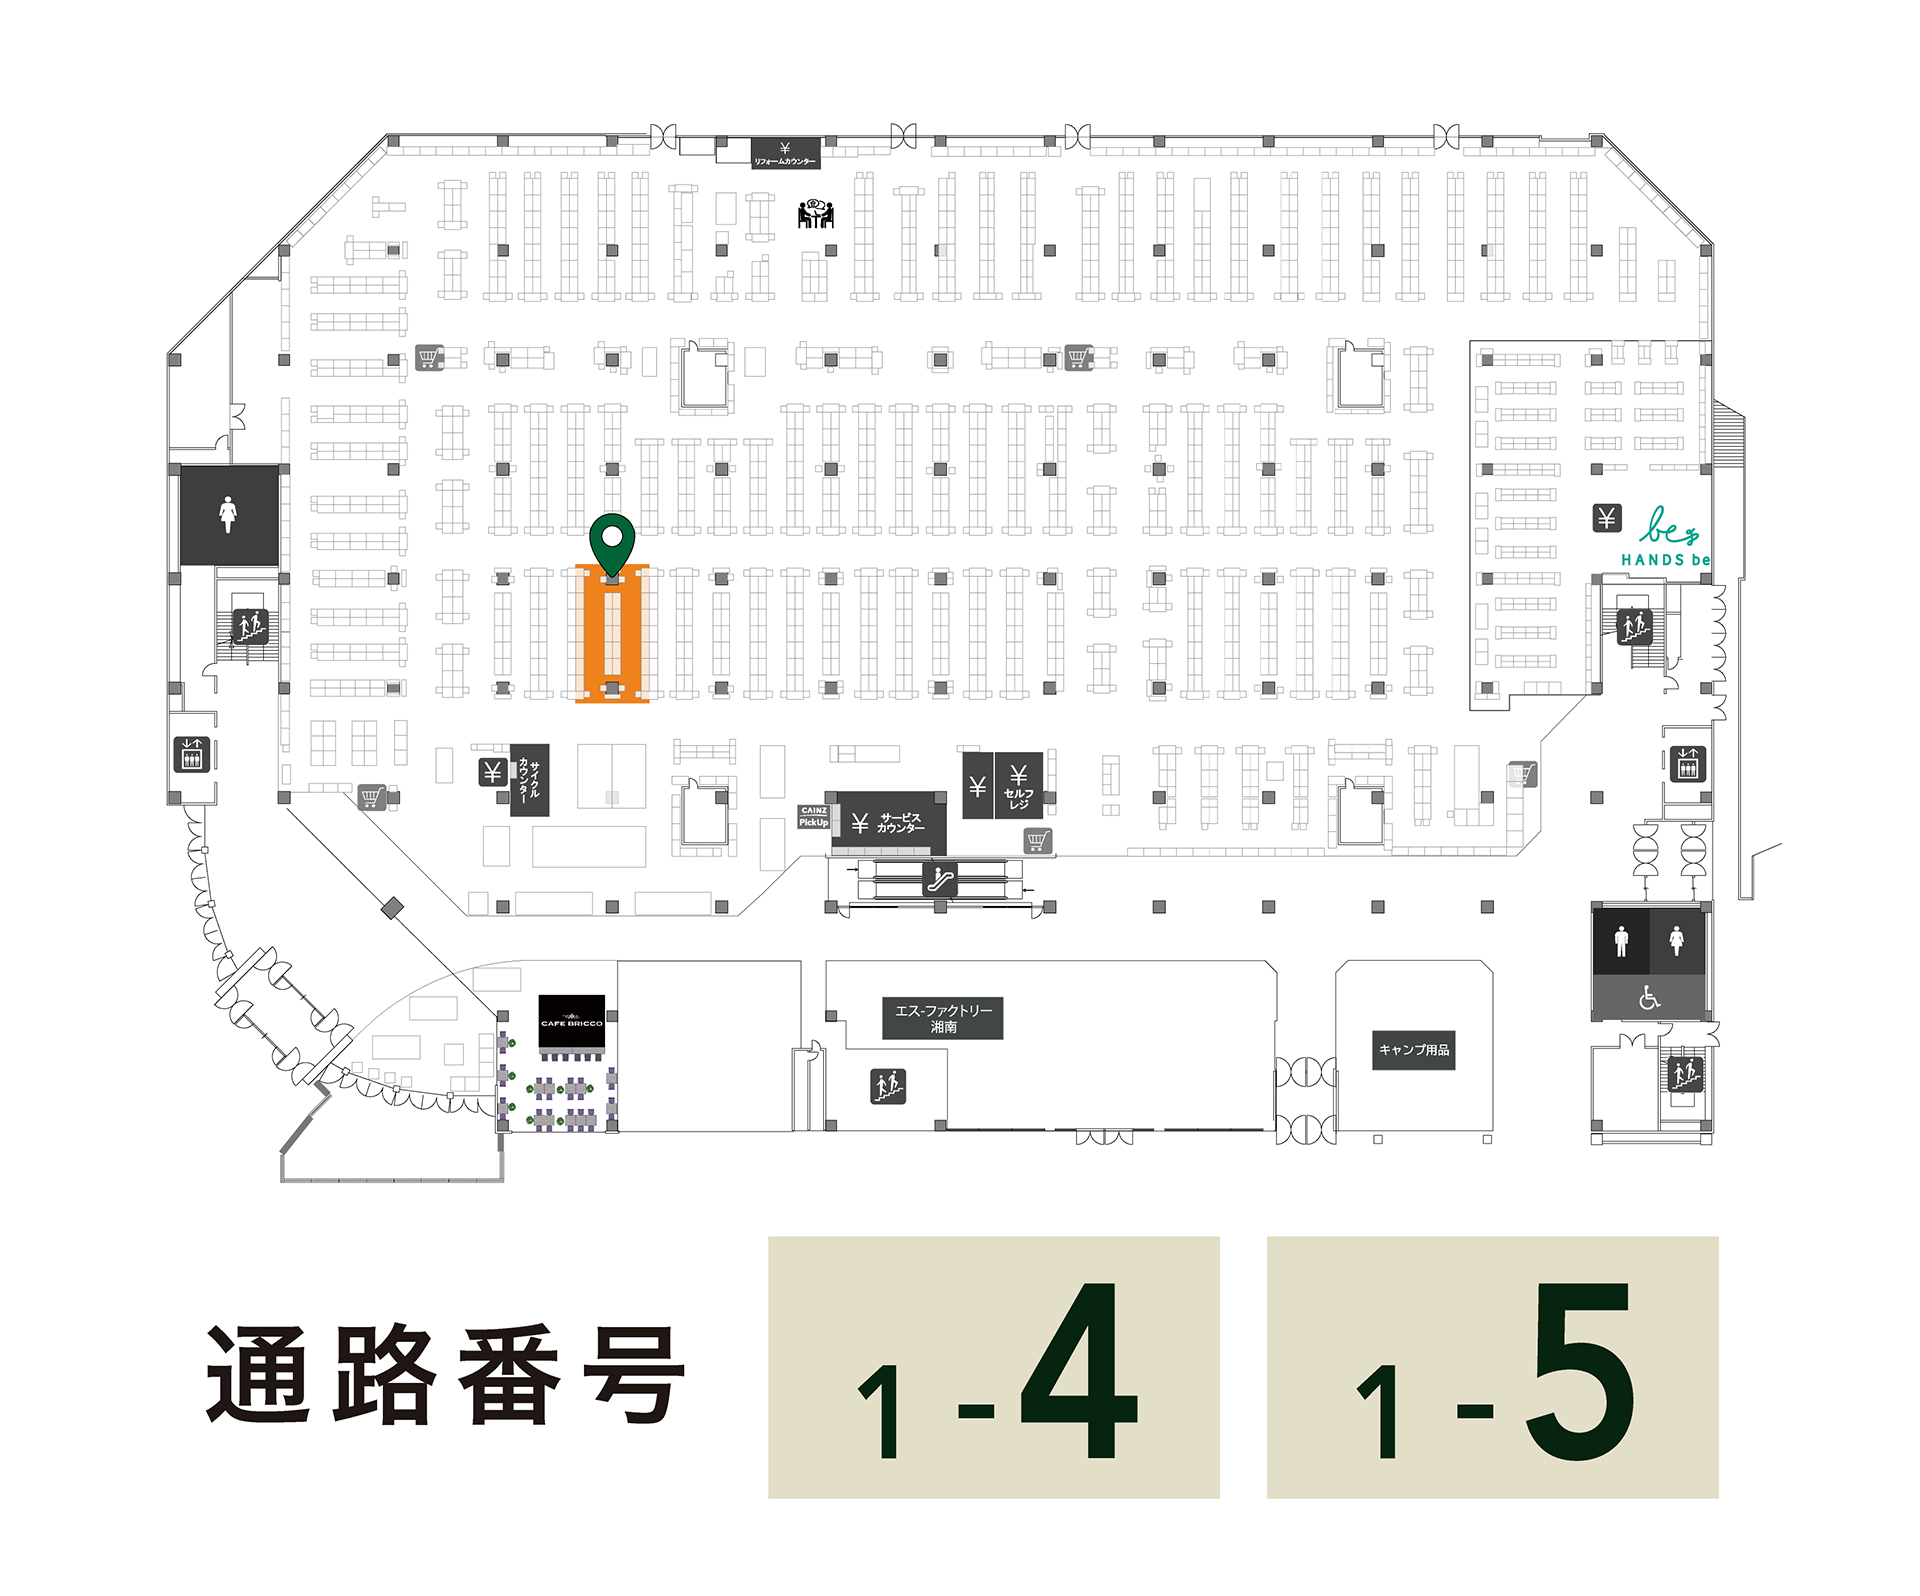 ¥
リフォームカウンター
¥
be
HANDS be
¥
サイクル
カウンター
¥
¥
セルフ
レジ
CAINZ
PickUp
¥
サービス
カウンター
CAFE BRICCO
エス-ファクトリー
湘南
キャンプ用品
通路番号
1-4
1-5